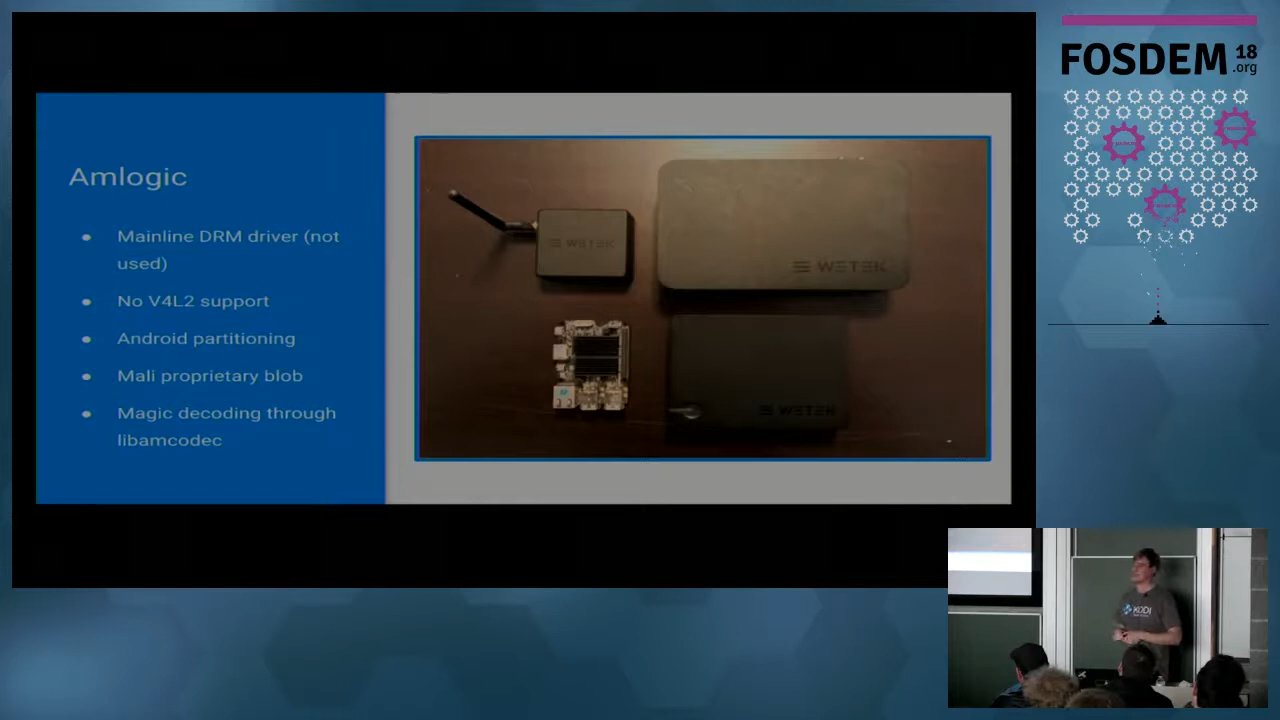 FOSDEM 18
.org
Amlogic
● Mainline DRM driver (not
used)
● No V4L2 support
● Android partitioning
● Mali proprietary blob
● Magic decoding through
libamcodec
WETEK
WETEK
WETEK
KODI